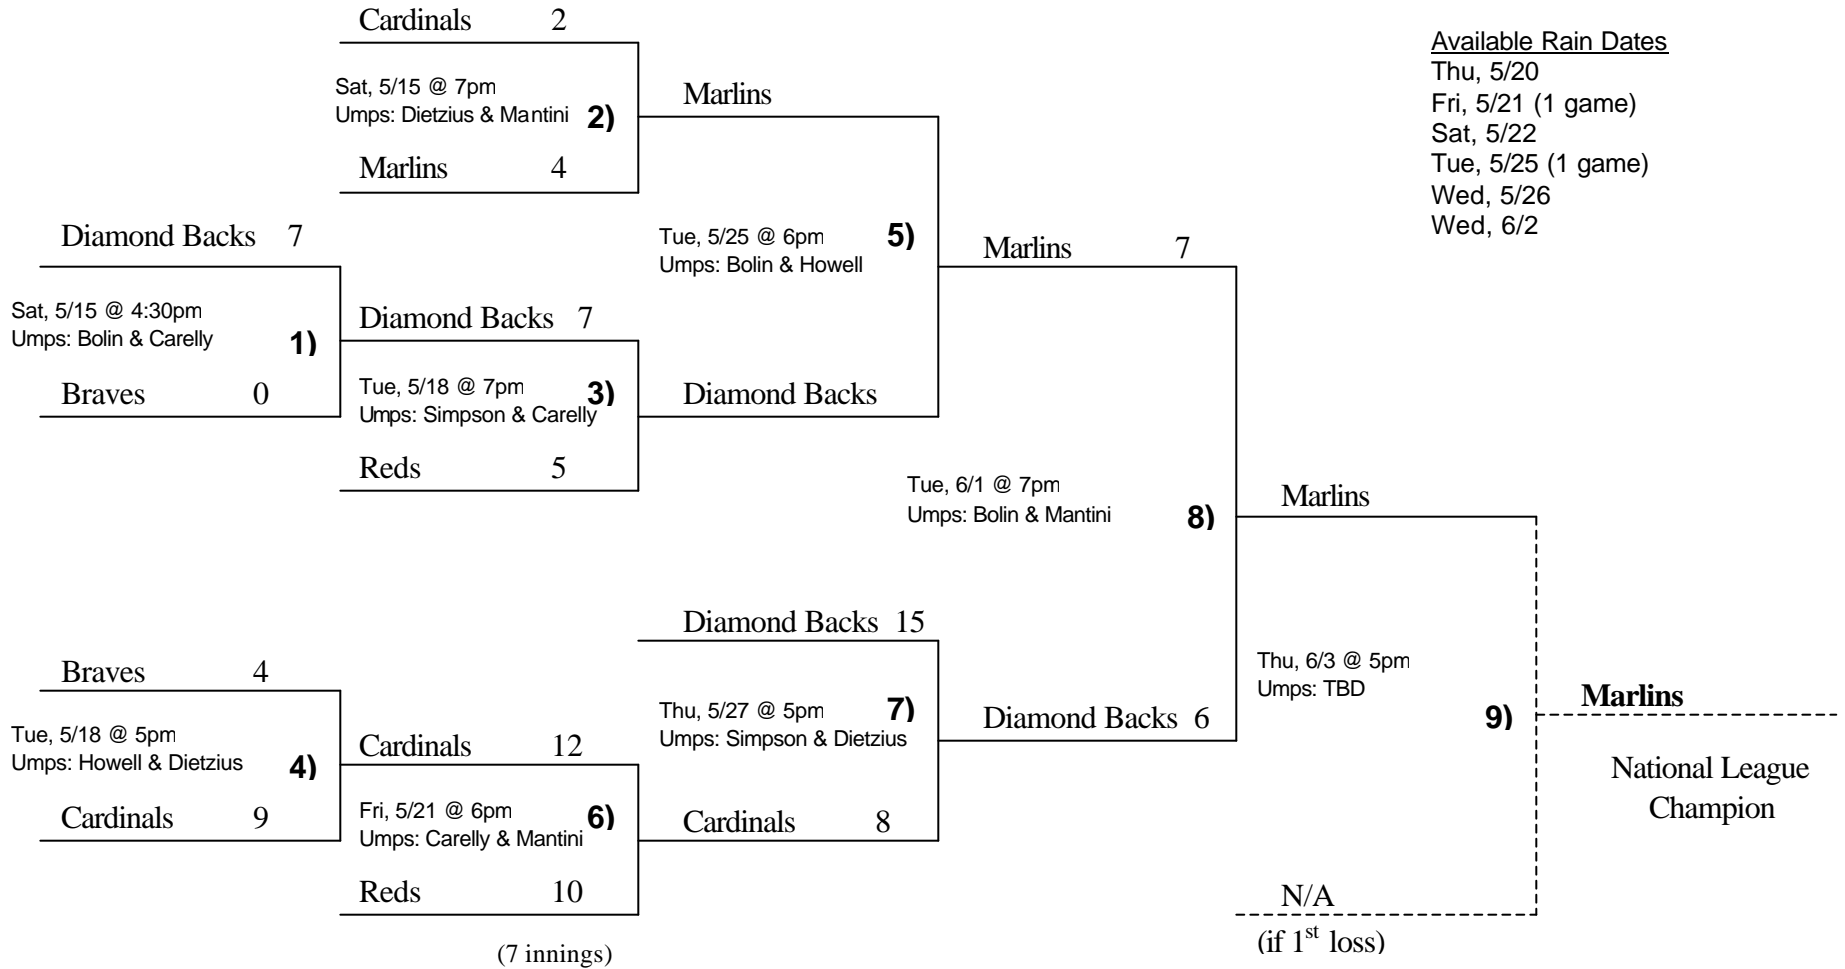 Cardinals 2
Sat, 5/15 @ 7pm
Umps: Dietzius & Mantini 2)
Marlins 4
Marlins
Available Rain Dates
Thu, 5/20
Fri, 5/21 (1 game)
Sat, 5/22
Tue, 5/25 (1 game)
Wed, 5/26
Wed, 6/2
Diamond Backs 7
Sat, 5/15 @ 4:30pm
Umps: Bolin & Carelly 1)
Braves 0
Diamond Backs 7
Tue, 5/18 @ 7pm 3)
Umps: Simpson & Carelly
Reds 5
Tue, 5/25 @ 6pm 5)
Umps: Bolin & Howell
Diamond Backs
Marlins 7
Tue, 6/1 @ 7pm
Umps: Bolin & Mantini 8)
Marlins
Braves 4
Tue, 5/18 @ 5pm
Umps: Howell & Dietzius 4)
Cardinals 9
Cardinals 12
Fri, 5/21 @ 6pm 6)
Umps: Carelly & Mantini
Reds 10
(7 innings)
Diamond Backs 15
Thu, 5/27 @ 5pm 7)
Umps: Simpson & Dietzius
Cardinals 8
Diamond Backs 6
Thu, 6/3 @ 5pm
Umps: TBD
9)
N/A
(if 1st loss)
Marlins
National League
Champion